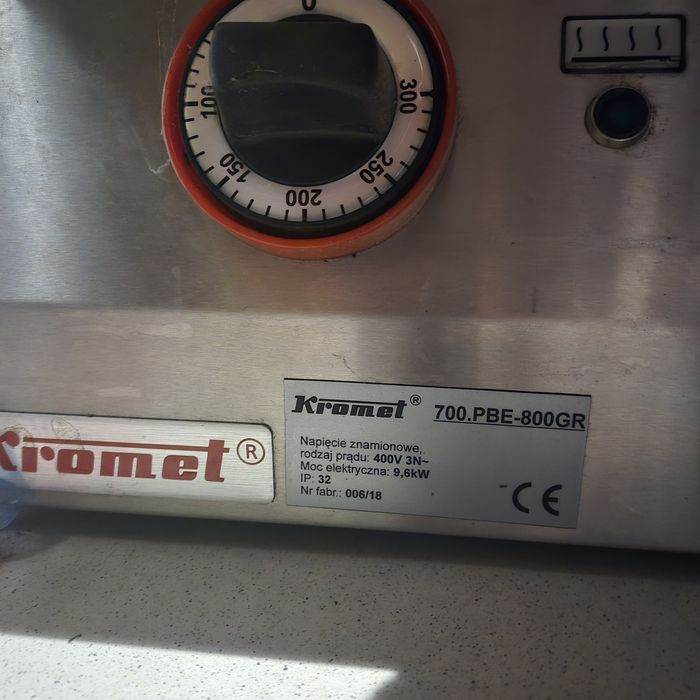 0
100
300
150
250
200
Kromet® 700.PBE-800GR
Napięcie znamionowe,
rodzaj prądu: 400V 3N~
Moc elektryczna: 9,6kW
IP: 32
Nr fabr.: 006/18
CE
Kromet®